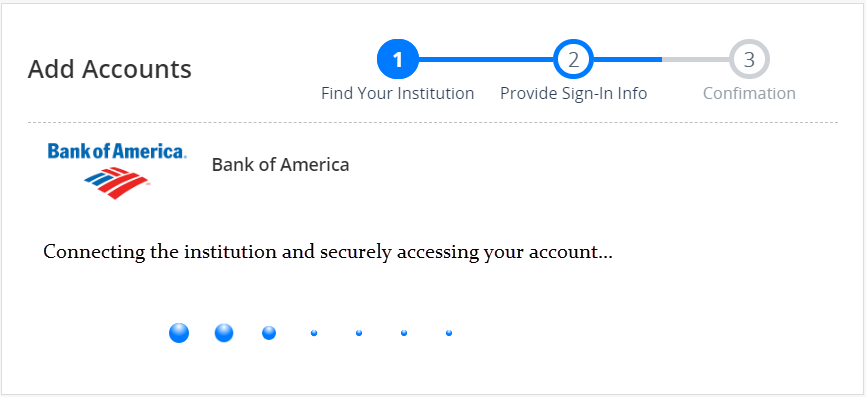 Add Accounts
1
2
3
Find Your Institution
Provide Sign-In Info
Confimation
Bank of America
Bank of America
Connecting the institution and securely accessing your account...